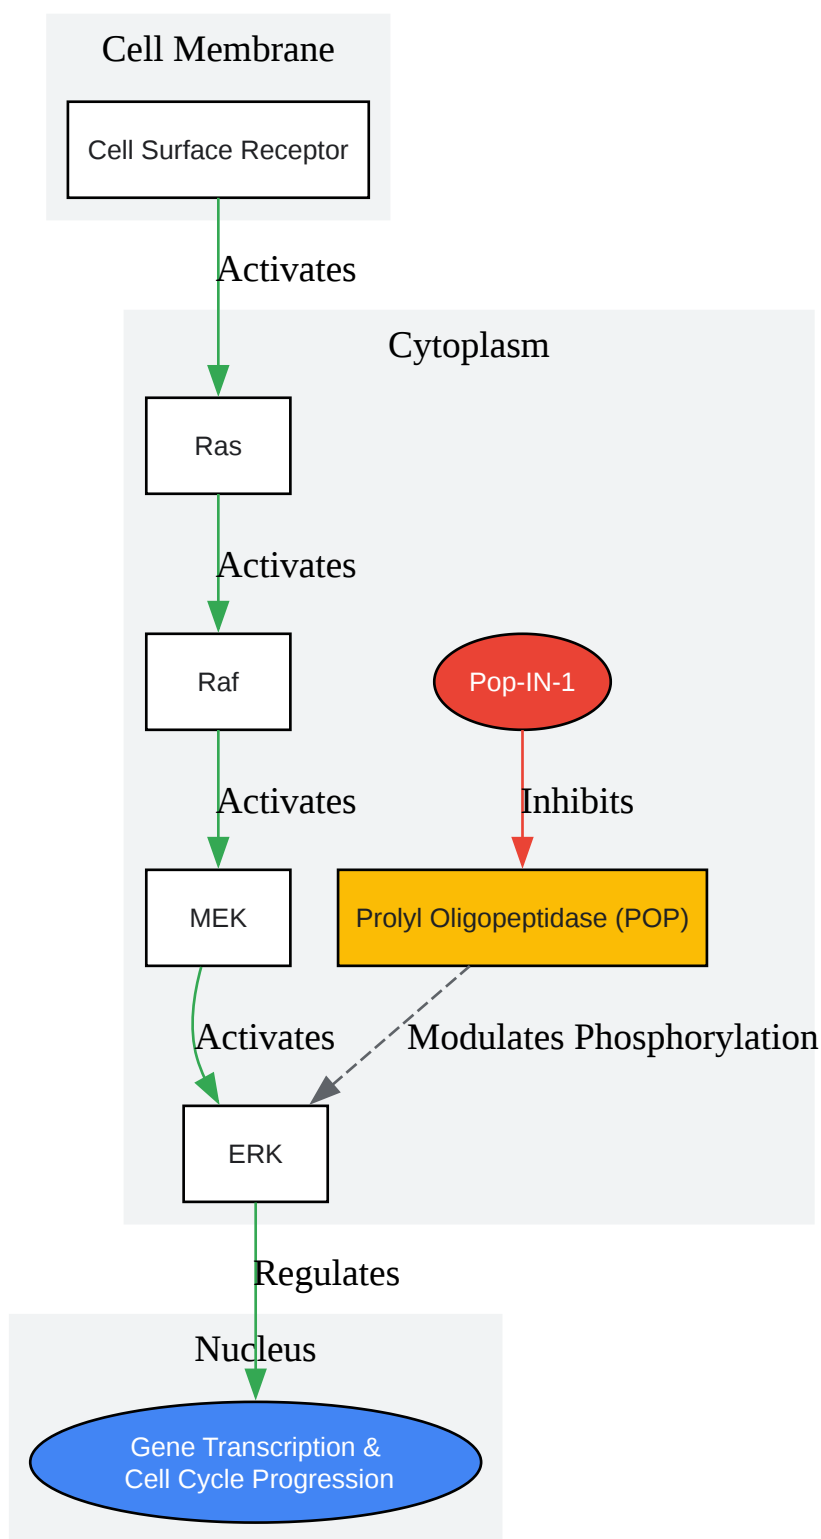 Cell Membrane
Cell Surface Receptor
Activates
Cytoplasm
Ras
Activates
Raf
Pop-IN-1
Activates
Inhibits
MEK
Prolyl Oligopeptidase (POP)
Activates
Modulates Phosphorylation
ERK
Regulates
Nucleus
Gene Transcription &
Cell Cycle Progression